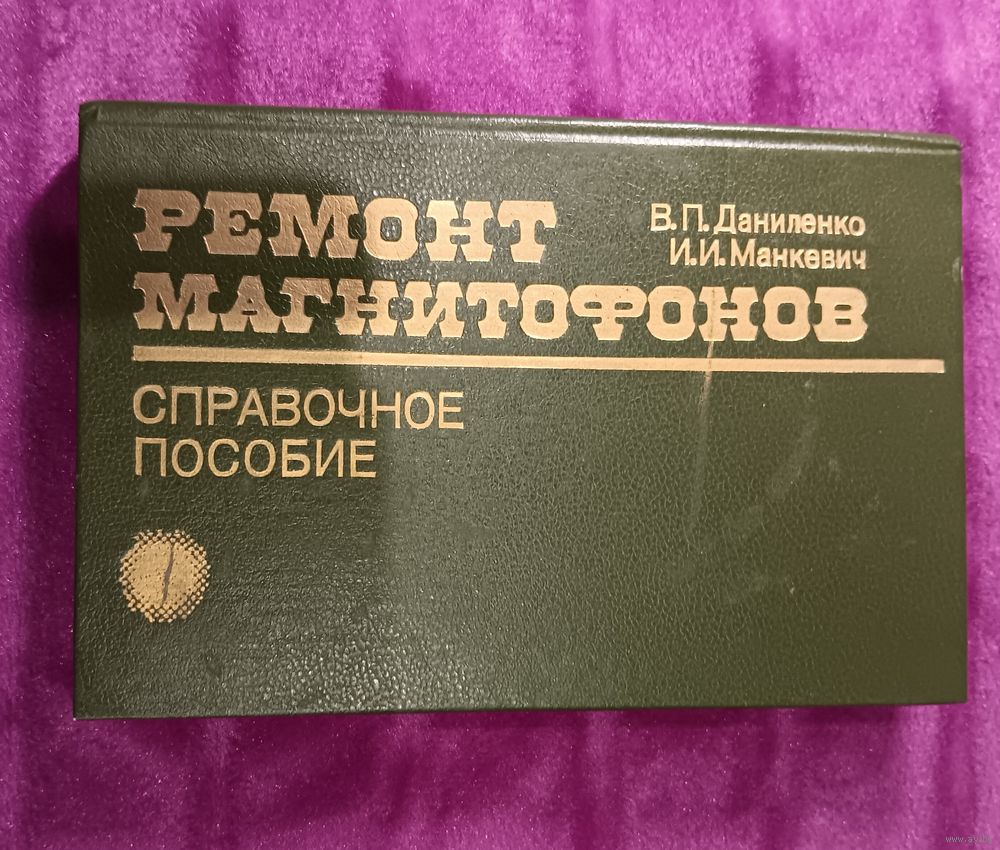 РЕМОНТ
МАГНИТОФОНОВ
В.П.Даниленко
И.И.Манкевич
СПРАВОЧНОЕ
ПОСОБИЕ